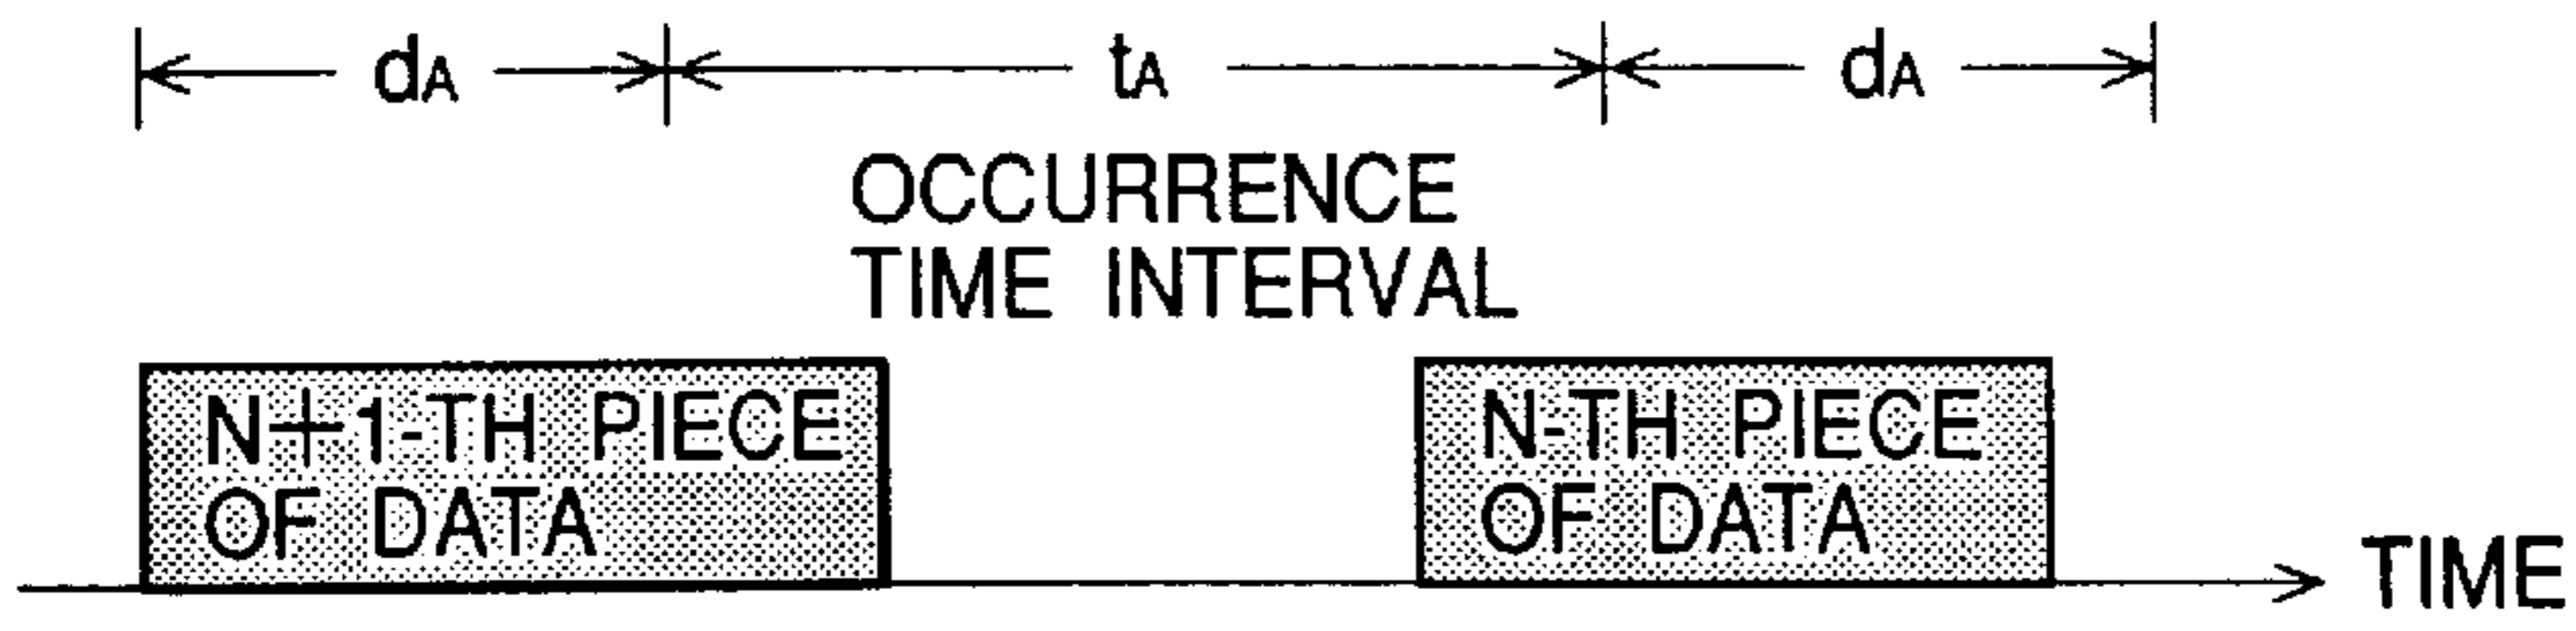 dA tA dA
OCCURRENCE
TIME INTERVAL
N+1-TH PIECE
OF DATA
N-TH PIECE
OF DATA
TIME